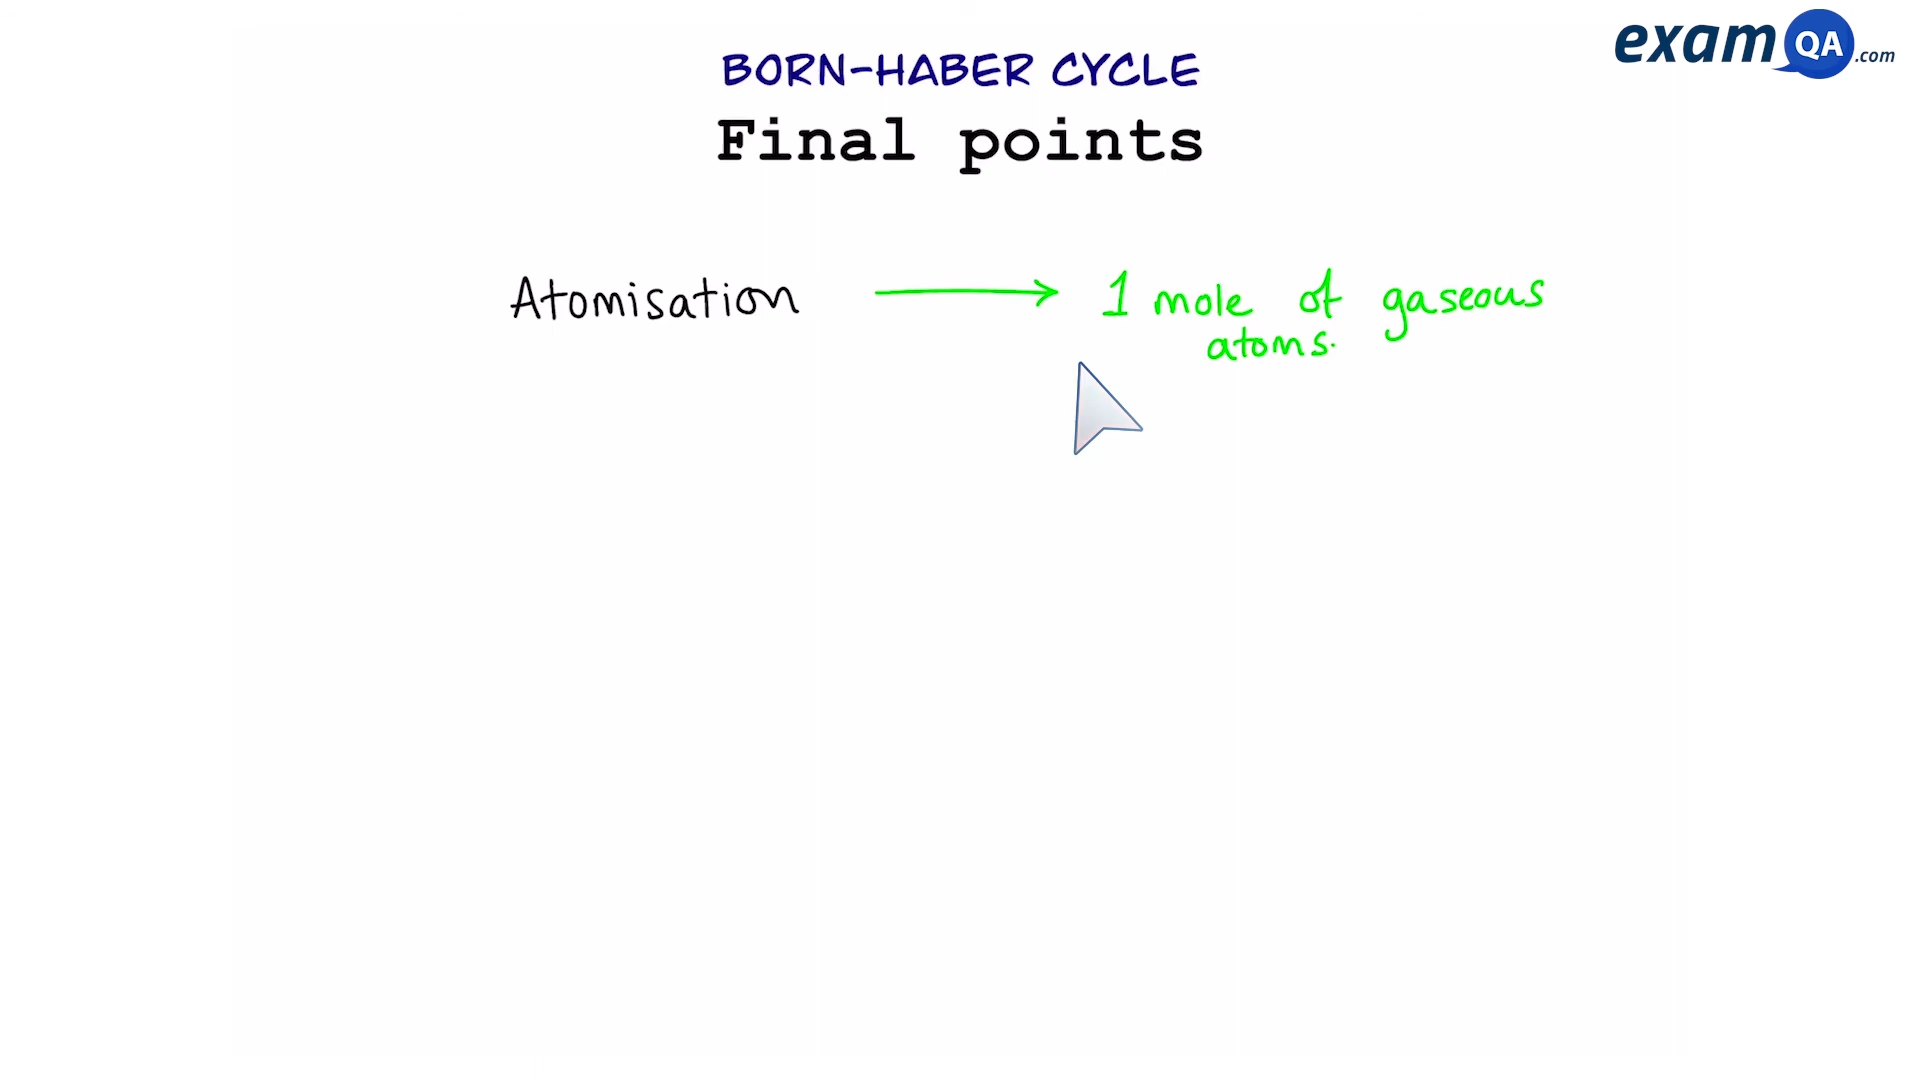 examQA.com
BORN-HABER CYCLE
Final points
Atomisation → 1 mole of gaseous
atoms.